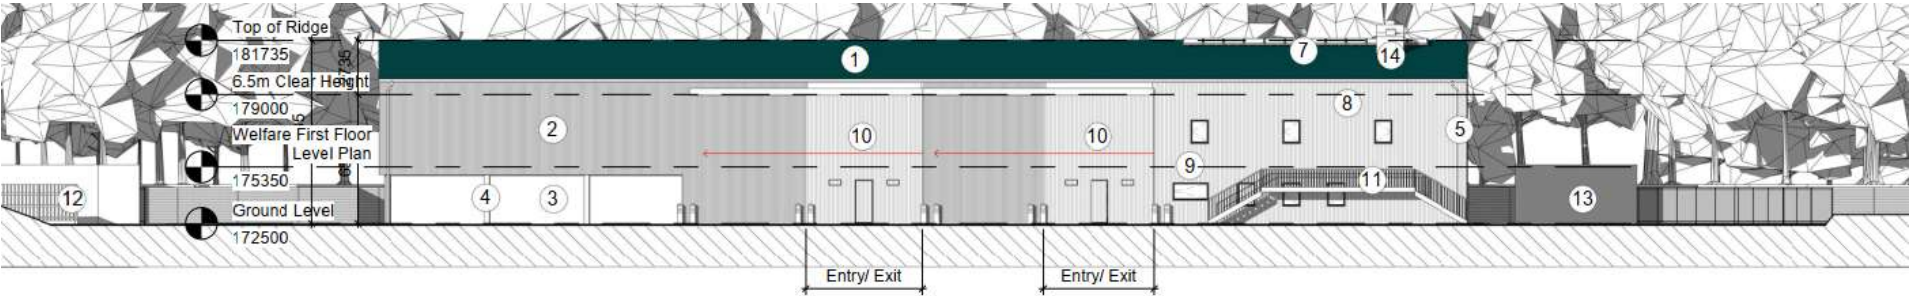 Top of Ridge
181735
6.5m Clear Height
179000
Welfare First Floor
Level Plan
175350
Ground Level
172500
1
2
3
4
5
7
8
9
10
10
11
12
13
14
Entry/ Exit
Entry/ Exit